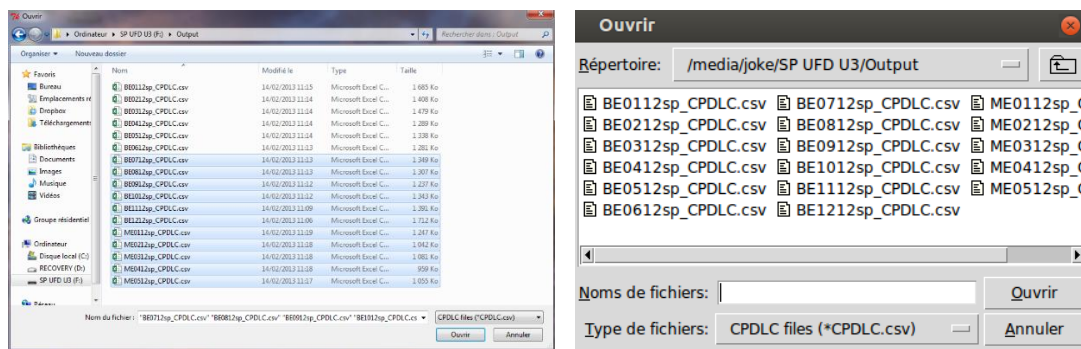 Ouvrir
Ordinateur ▸ SP UFD U3 (F:) ▸ Output
Rechercher dans : Output
Organiser
Nouveau dossier
Favoris
Bureau
Emplacements ré
Dropbox
Téléchargement
Bibliothèques
Documents
Images
Musique
Vidéos
Groupe résidentiel
Ordinateur
Disque local (C:)
RECOVERY (D:)
SP UFD U3 (F:)
Réseau
Nom Modifié le Type Taille
BE0112sp_CPDLC.csv 14/02/2013 11:15 Microsoft Excel C... 1 685 Ko
BE0212sp_CPDLC.csv 14/02/2013 11:14 Microsoft Excel C... 1 408 Ko
BE0312sp_CPDLC.csv 14/02/2013 11:14 Microsoft Excel C... 1 479 Ko
BE0412sp_CPDLC.csv 14/02/2013 11:14 Microsoft Excel C... 1 289 Ko
BE0512sp_CPDLC.csv 14/02/2013 11:14 Microsoft Excel C... 1 338 Ko
BE0612sp_CPDLC.csv 14/02/2013 11:13 Microsoft Excel C... 1 281 Ko
BE0712sp_CPDLC.csv 14/02/2013 11:13 Microsoft Excel C... 1 349 Ko
BE0812sp_CPDLC.csv 14/02/2013 11:13 Microsoft Excel C... 1 307 Ko
BE0912sp_CPDLC.csv 14/02/2013 11:12 Microsoft Excel C... 1 237 Ko
BE1012sp_CPDLC.csv 14/02/2013 11:12 Microsoft Excel C... 1 343 Ko
BE1112sp_CPDLC.csv 14/02/2013 11:09 Microsoft Excel C... 1 391 Ko
BE1212sp_CPDLC.csv 14/02/2013 11:06 Microsoft Excel C... 1 712 Ko
ME0112sp_CPDLC.csv 14/02/2013 11:19 Microsoft Excel C... 1 247 Ko
ME0212sp_CPDLC.csv 14/02/2013 11:18 Microsoft Excel C... 1 042 Ko
ME0312sp_CPDLC.csv 14/02/2013 11:18 Microsoft Excel C... 1 081 Ko
ME0412sp_CPDLC.csv 14/02/2013 11:18 Microsoft Excel C... 959 Ko
ME0512sp_CPDLC.csv 14/02/2013 11:17 Microsoft Excel C... 1 055 Ko
Nom du fichier : "BE0712sp_CPDLC.csv" "BE0812sp_CPDLC.csv" "BE0912sp_CPDLC.csv" "BE1012sp_CPDLC.cs
CPDLC files (*CPDLC.csv)
Ouvrir Annuler
Ouvrir
Répertoire: /media/joke/SP UFD U3/Output
BE0112sp_CPDLC.csv BE0712sp_CPDLC.csv ME0112sp_C
BE0212sp_CPDLC.csv BE0812sp_CPDLC.csv ME0212sp_C
BE0312sp_CPDLC.csv BE0912sp_CPDLC.csv ME0312sp_C
BE0412sp_CPDLC.csv BE1012sp_CPDLC.csv ME0412sp_C
BE0512sp_CPDLC.csv BE1112sp_CPDLC.csv ME0512sp_C
BE0612sp_CPDLC.csv BE1212sp_CPDLC.csv
Noms de fichiers: Ouvrir
Type de fichiers: CPDLC files (*CPDLC.csv) Annuler